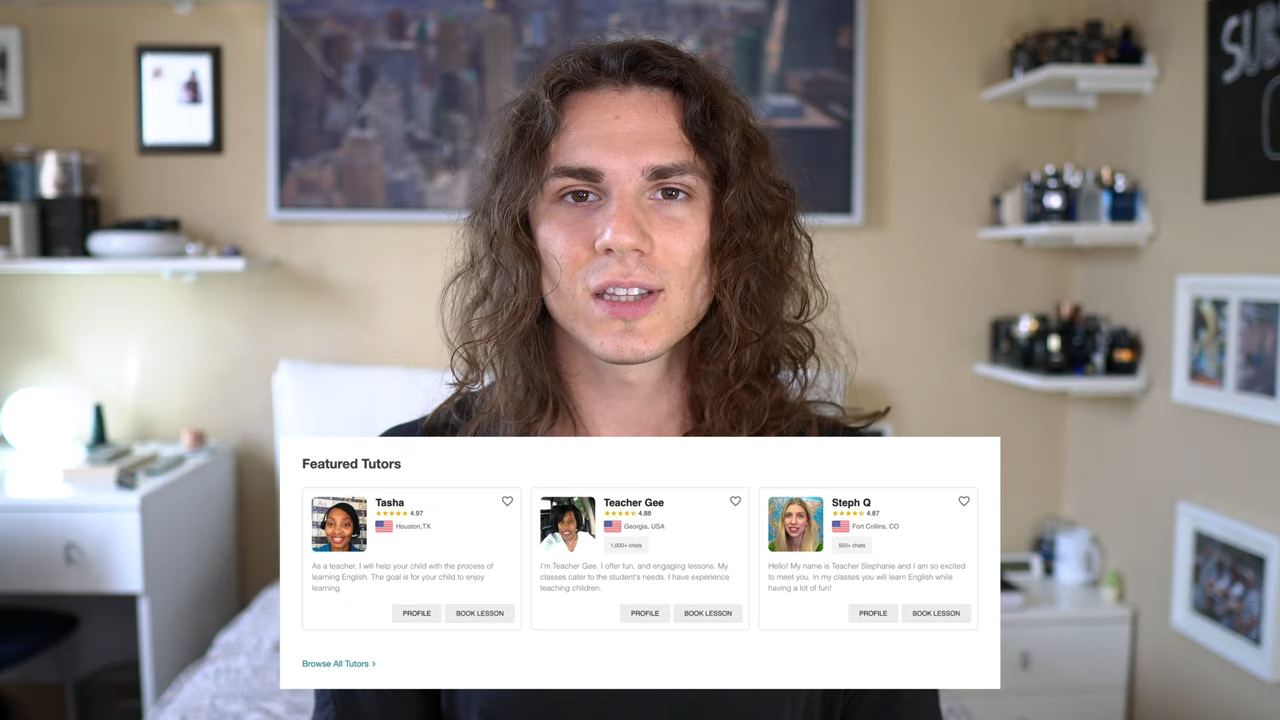 SUB
Featured Tutors
Tasha
4.97
Houston,TX
As a teacher, I will help your child with the process of
learning English. The goal is for your child to enjoy
learning.
PROFILE
BOOK LESSON
Teacher Gee
4.88
Georgia, USA
1,000+ chats
I'm Teacher Gee. I offer fun, and engaging lessons. My
classes cater to the student's needs. I have experience
teaching children.
PROFILE
BOOK LESSON
Steph Q
4.87
Fort Collins, CO
500+ chats
Hello! My name is Teacher Stephanie and I am so excited
to meet you. In my classes you will learn English while
having a lot of fun!
PROFILE
BOOK LESSON
Browse All Tutors >